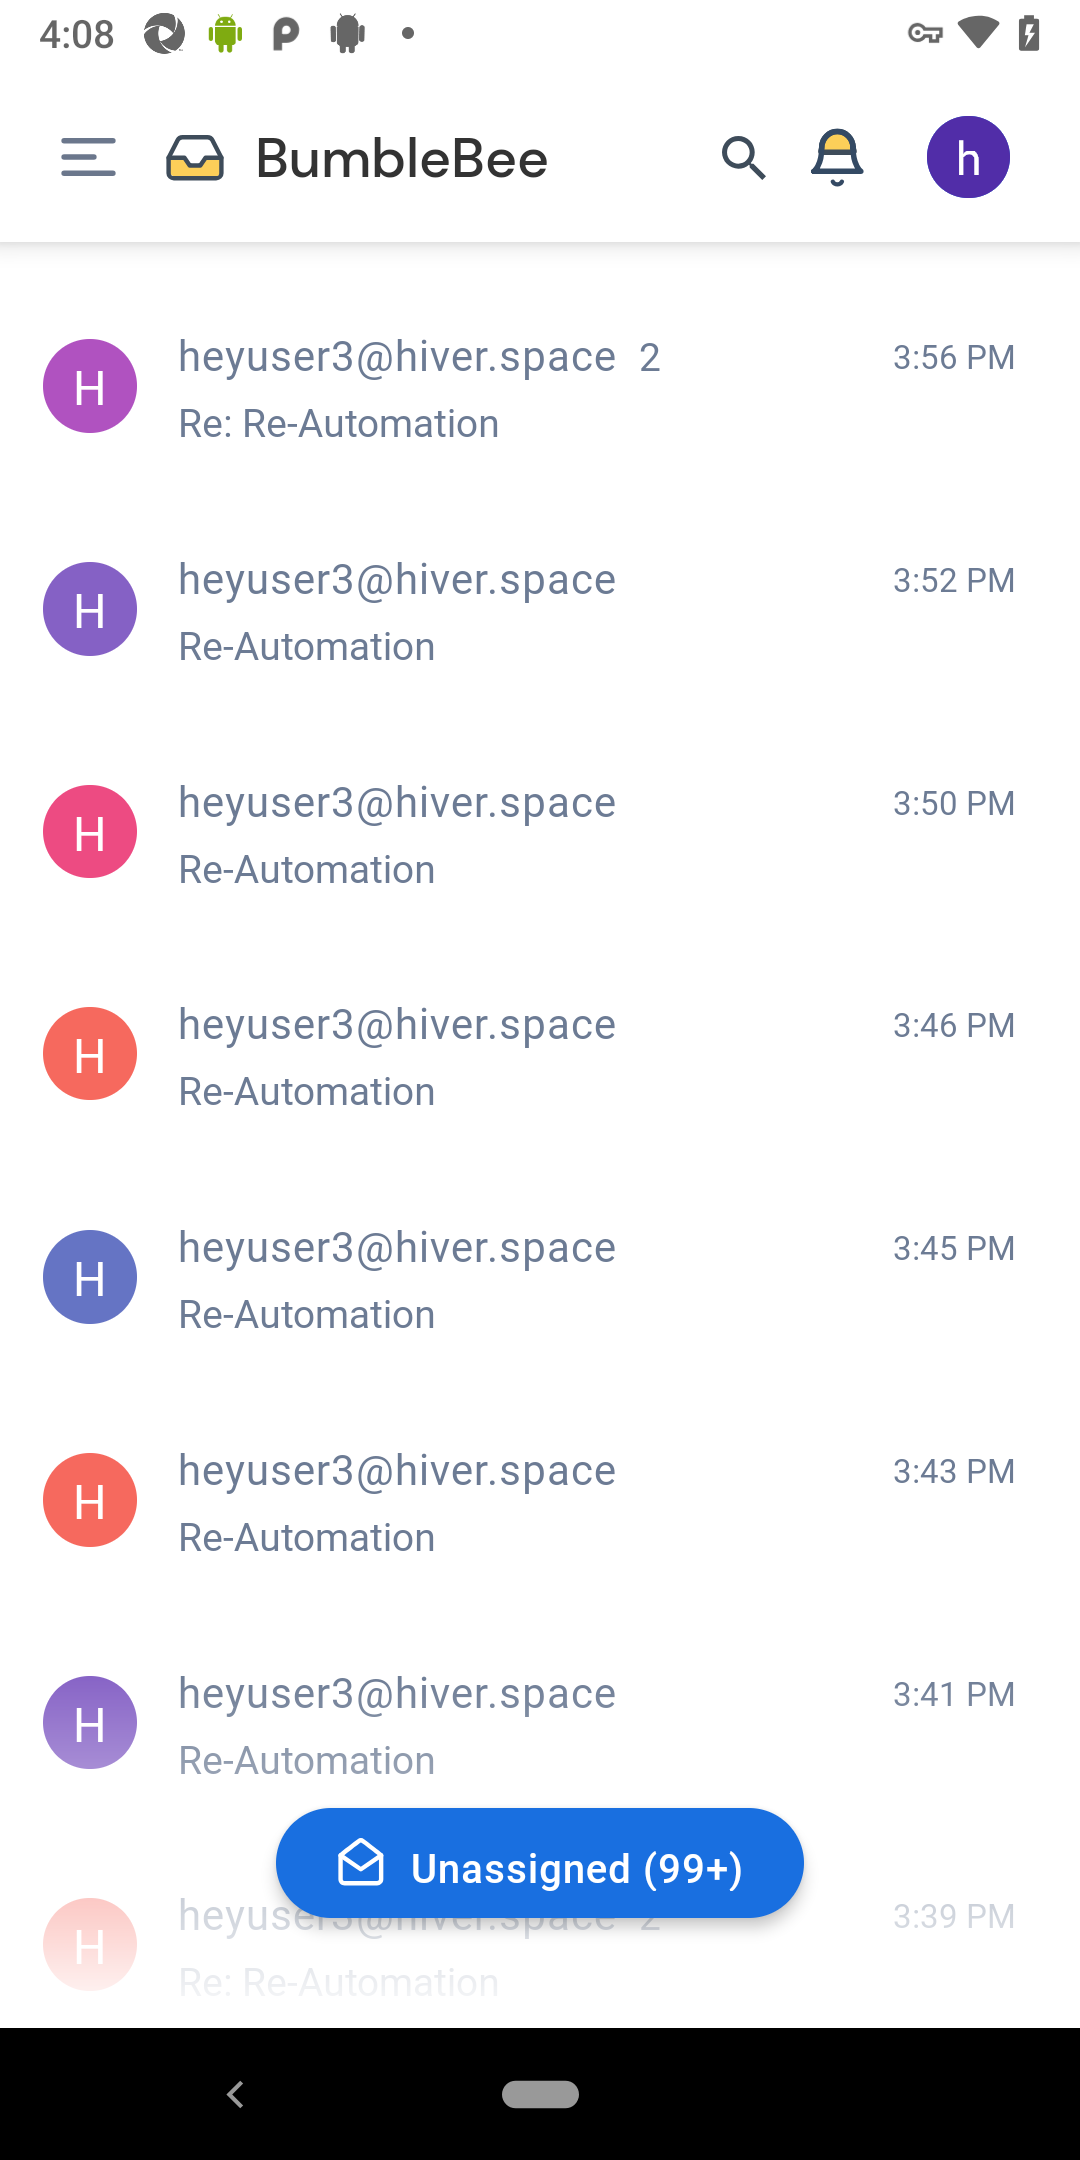 4:08
BumbleBee
h
H
heyuser3@hiver.space 2
3:56 PM
Re: Re-Automation
H
heyuser3@hiver.space
3:52 PM
Re-Automation
H
heyuser3@hiver.space
3:50 PM
Re-Automation
H
heyuser3@hiver.space
3:46 PM
Re-Automation
H
heyuser3@hiver.space
3:45 PM
Re-Automation
H
heyuser3@hiver.space
3:43 PM
Re-Automation
H
heyuser3@hiver.space
3:41 PM
Re-Automation
Unassigned (99+)
H
heyuser3@hiver.space 2
3:39 PM
Re: Re-Automation